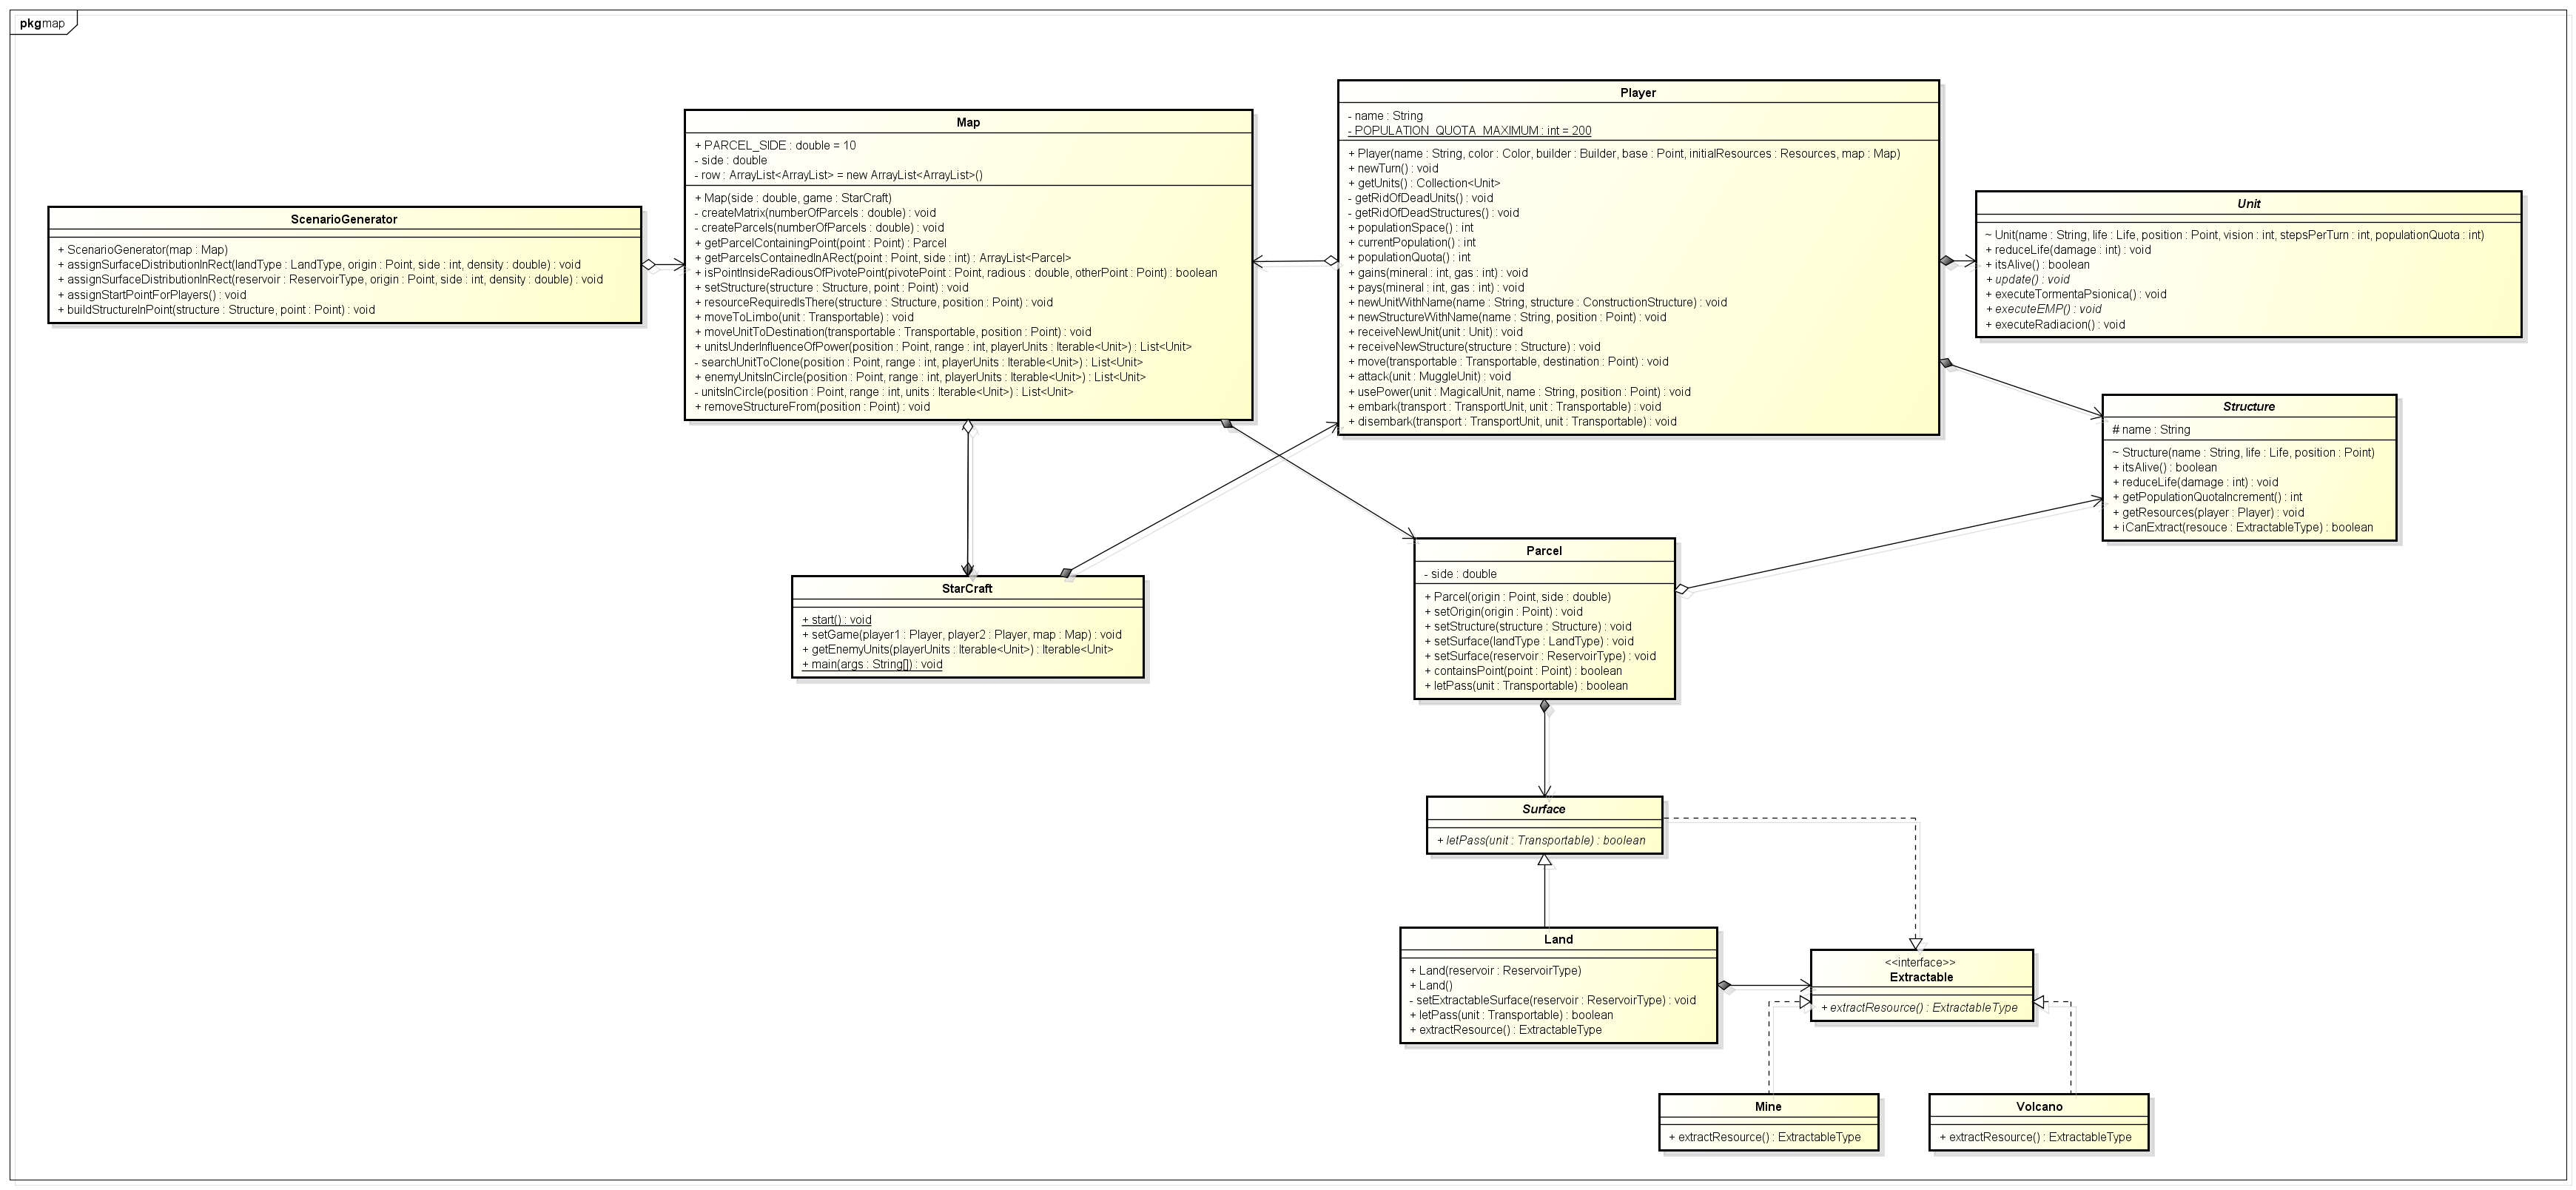 pkg map
Player
- name : String
- POPULATION_QUOTA_MAXIMUM : int = 200
+ Player(name : String, color : Color, builder : Builder, base : Point, initialResources : Resources, map : Map)
+ newTurn() : void
+ getUnits() : Collection<Unit>
- getRidOfDeadUnits() : void
- getRidOfDeadStructures() : void
+ populationSpace() : int
+ currentPopulation() : int
+ populationQuota() : int
+ gains(mineral : int, gas : int) : void
+ pays(mineral : int, gas : int) : void
+ newUnitWithName(name : String, structure : ConstructionStructure) : void
+ newStructureWithName(name : String, position : Point) : void
+ receiveNewUnit(unit : Unit) : void
+ receiveNewStructure(structure : Structure) : void
+ move(transportable : Transportable, destination : Point) : void
+ attack(unit : MuggleUnit) : void
+ usePower(unit : MagicalUnit, name : String, position : Point) : void
+ embark(transport : TransportUnit, unit : Transportable) : void
+ disembark(transport : TransportUnit, unit : Transportable) : void
Map
+ PARCEL_SIDE : double = 10
- side : double
- row : ArrayList<ArrayList> = new ArrayList<ArrayList>()
+ Map(side : double, game : StarCraft)
- createMatrix(numberOfParcels : double) : void
- createParcels(numberOfParcels : double) : void
+ getParcelContainingPoint(point : Point) : Parcel
+ getParcelsContainedInARect(point : Point, side : int) : ArrayList<Parcel>
+ isPointInsideRadiousOfPivotePoint(pivotePoint : Point, radious : double, otherPoint : Point) : boolean
+ setStructure(structure : Structure, point : Point) : void
+ resourceRequiredIsThere(structure : Structure, position : Point) : void
+ moveToLimbo(unit : Transportable) : void
+ moveUnitToDestination(transportable : Transportable, position : Point) : void
+ unitsUnderInfluenceOfPower(position : Point, range : int, playerUnits : Iterable<Unit>) : List<Unit>
- searchUnitToClone(position : Point, range : int, playerUnits : Iterable<Unit>) : List<Unit>
+ enemyUnitsInCircle(position : Point, range : int, playerUnits : Iterable<Unit>) : List<Unit>
- unitsInCircle(position : Point, range : int, units : Iterable<Unit>) : List<Unit>
+ removeStructureFrom(position : Point) : void
Unit
~ Unit(name : String, life : Life, position : Point, vision : int, stepsPerTurn : int, populationQuota : int)
+ reduceLife(damage : int) : void
+ itsAlive() : boolean
+ update() : void
+ executeTormentaPsionica() : void
+ executeEMP() : void
+ executeRadiacion() : void
ScenarioGenerator
+ ScenarioGenerator(map : Map)
+ assignSurfaceDistributionInRect(landType : LandType, origin : Point, side : int, density : double) : void
+ assignSurfaceDistributionInRect(reservoir : ReservoirType, origin : Point, side : int, density : double) : void
+ assignStartPointForPlayers() : void
+ buildStructureInPoint(structure : Structure, point : Point) : void
Structure
# name : String
~ Structure(name : String, life : Life, position : Point)
+ itsAlive() : boolean
+ reduceLife(damage : int) : void
+ getPopulationQuotaIncrement() : int
+ getResources(player : Player) : void
+ iCanExtract(resouce : ExtractableType) : boolean
Parcel
- side : double
+ Parcel(origin : Point, side : double)
+ setOrigin(origin : Point) : void
+ setStructure(structure : Structure) : void
+ setSurface(landType : LandType) : void
+ setSurface(reservoir : ReservoirType) : void
+ containsPoint(point : Point) : boolean
+ letPass(unit : Transportable) : boolean
StarCraft
+ start() : void
+ setGame(player1 : Player, player2 : Player, map : Map) : void
+ getEnemyUnits(playerUnits : Iterable<Unit>) : Iterable<Unit>
+ main(args : String[]) : void
Surface
+ letPass(unit : Transportable) : boolean
Land
+ Land(reservoir : ReservoirType)
+ Land()
- setExtractableSurface(reservoir : ReservoirType) : void
+ letPass(unit : Transportable) : boolean
+ extractResource() : ExtractableType
<<interface>>
Extractable
+ extractResource() : ExtractableType
Mine
+ extractResource() : ExtractableType
Volcano
+ extractResource() : ExtractableType